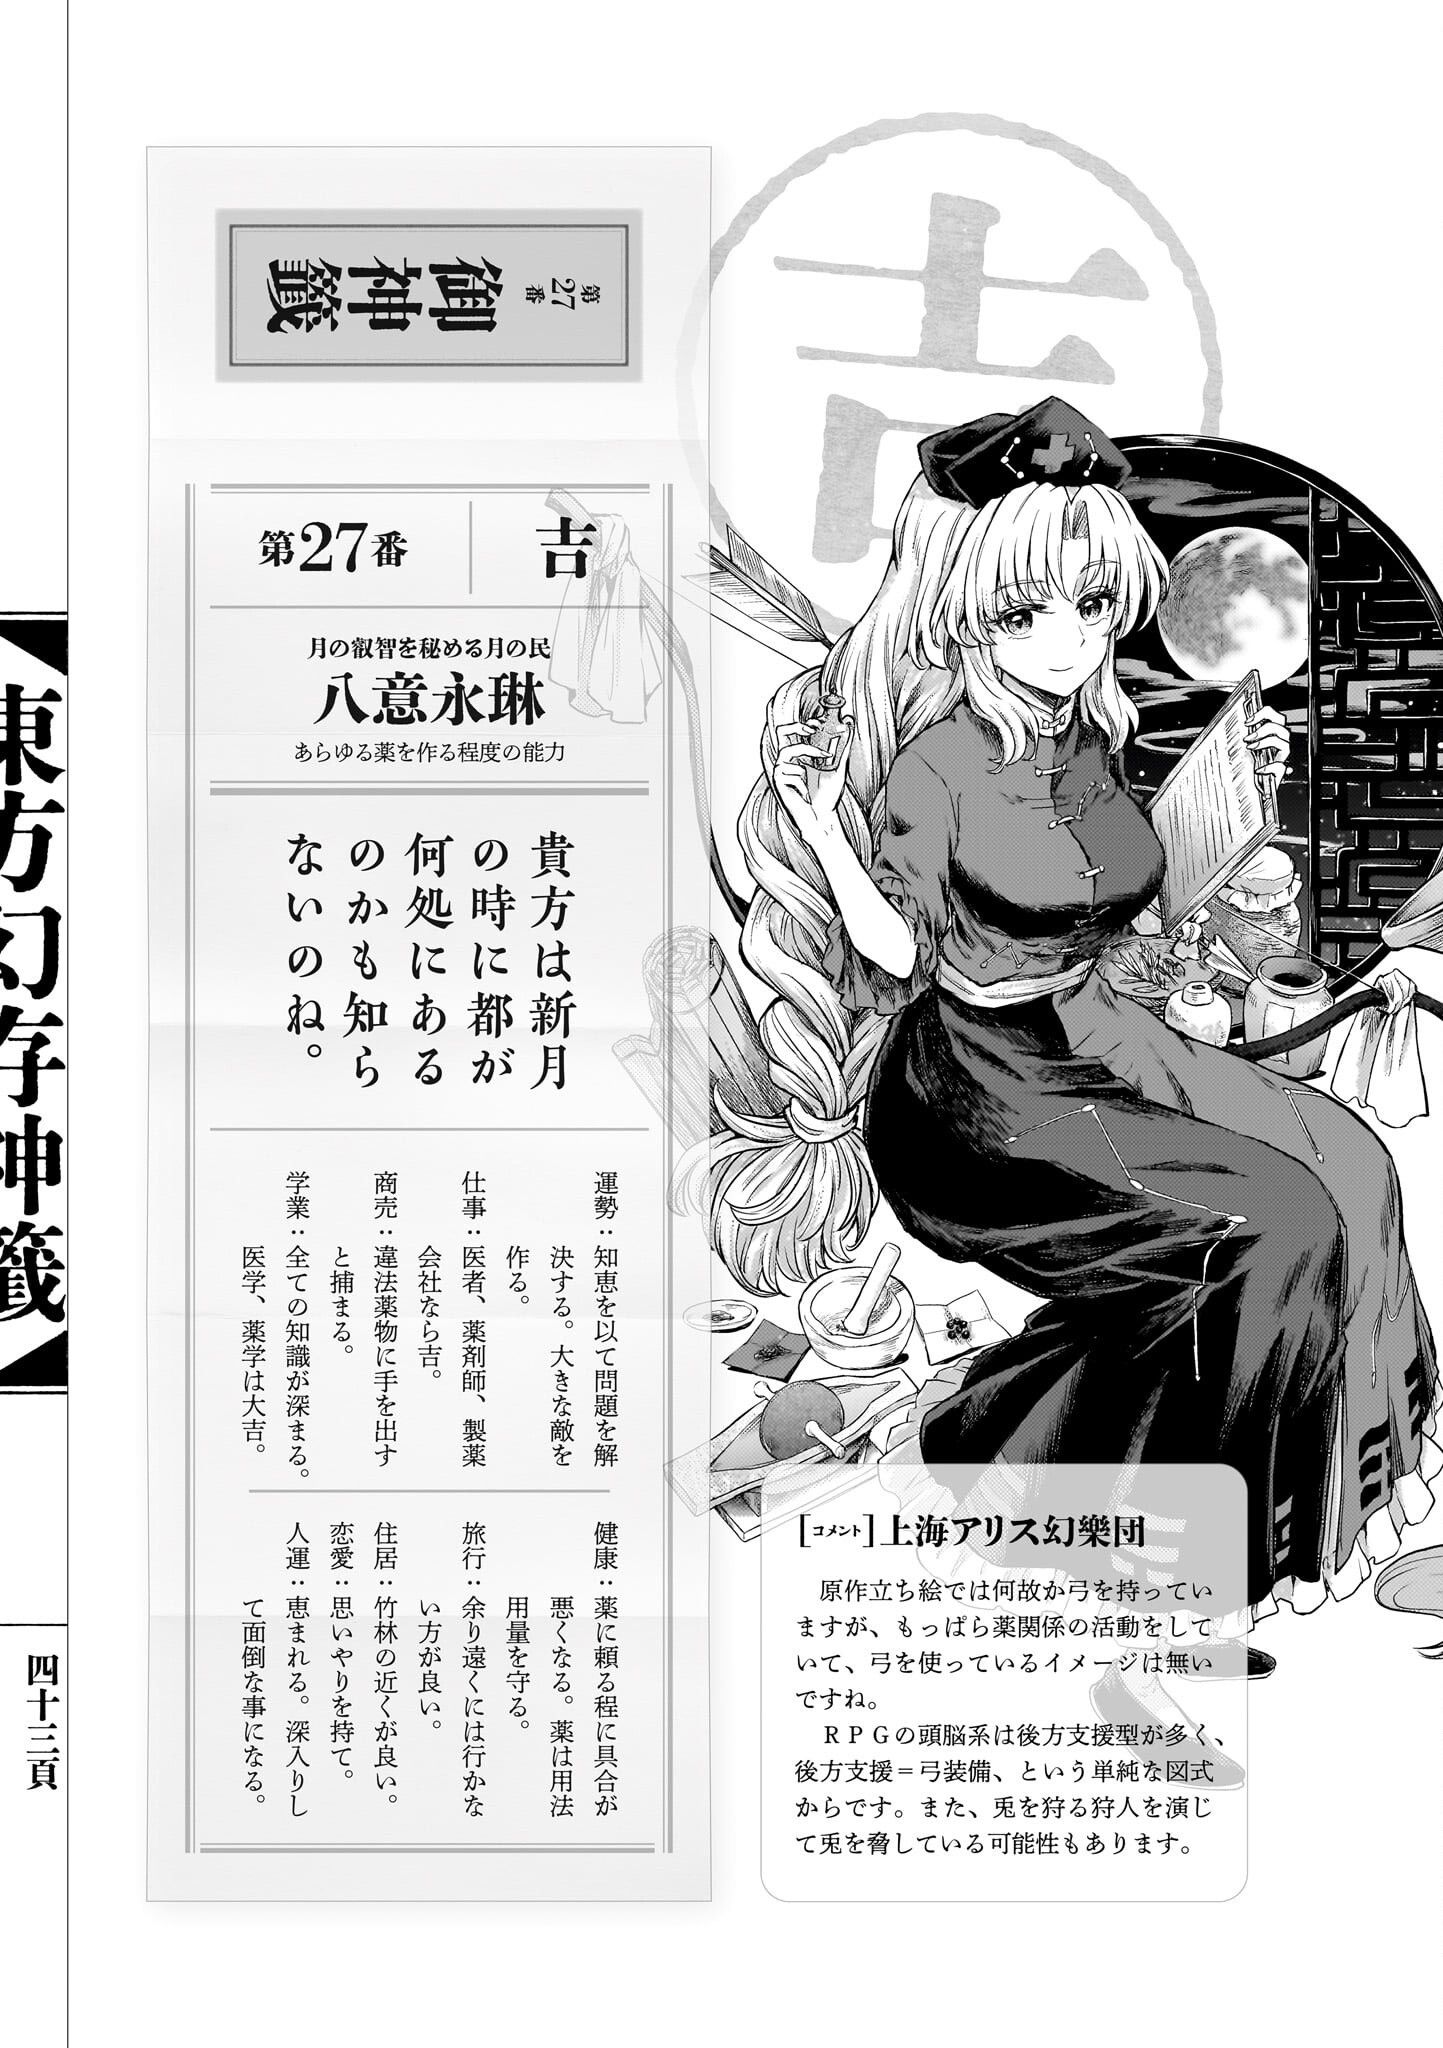 御神籤
第27番
吉
第27番
吉
月の叡智を秘める月の民
八意永琳
あらゆる薬を作る程度の能力
貴方は新月
の時に都が
何処にある
のかも知ら
ないのね。
運勢：知恵を以て問題を解
決する。大きな敵を
作る。
仕事：医者、薬剤師、製薬
会社なら吉。
商売：違法薬物に手を出す
と捕まる。
学業：全ての知識が深まる。
医学、薬学は大吉。
健康：薬に頼る程に具合が
悪くなる。薬は用法
用量を守る。
旅行：余り遠くには行かな
い方が良い。
住居：竹林の近くが良い。
恋愛：思いやりを持て。
人運：恵まれる。深入りし
て面倒な事になる。
［コメント］上海アリス幻樂団
原作立ち絵では何故か弓を持ってい
ますが、もっぱら薬関係の活動をして
いて、弓を使っているイメージは無い
ですね。
ＲＰＧの頭脳系は後方支援型が多く、
後方支援＝弓装備、という単純な図式
からです。また、兎を狩る狩人を演じ
て兎を脅している可能性もあります。
東方幻存神籤
四十三頁